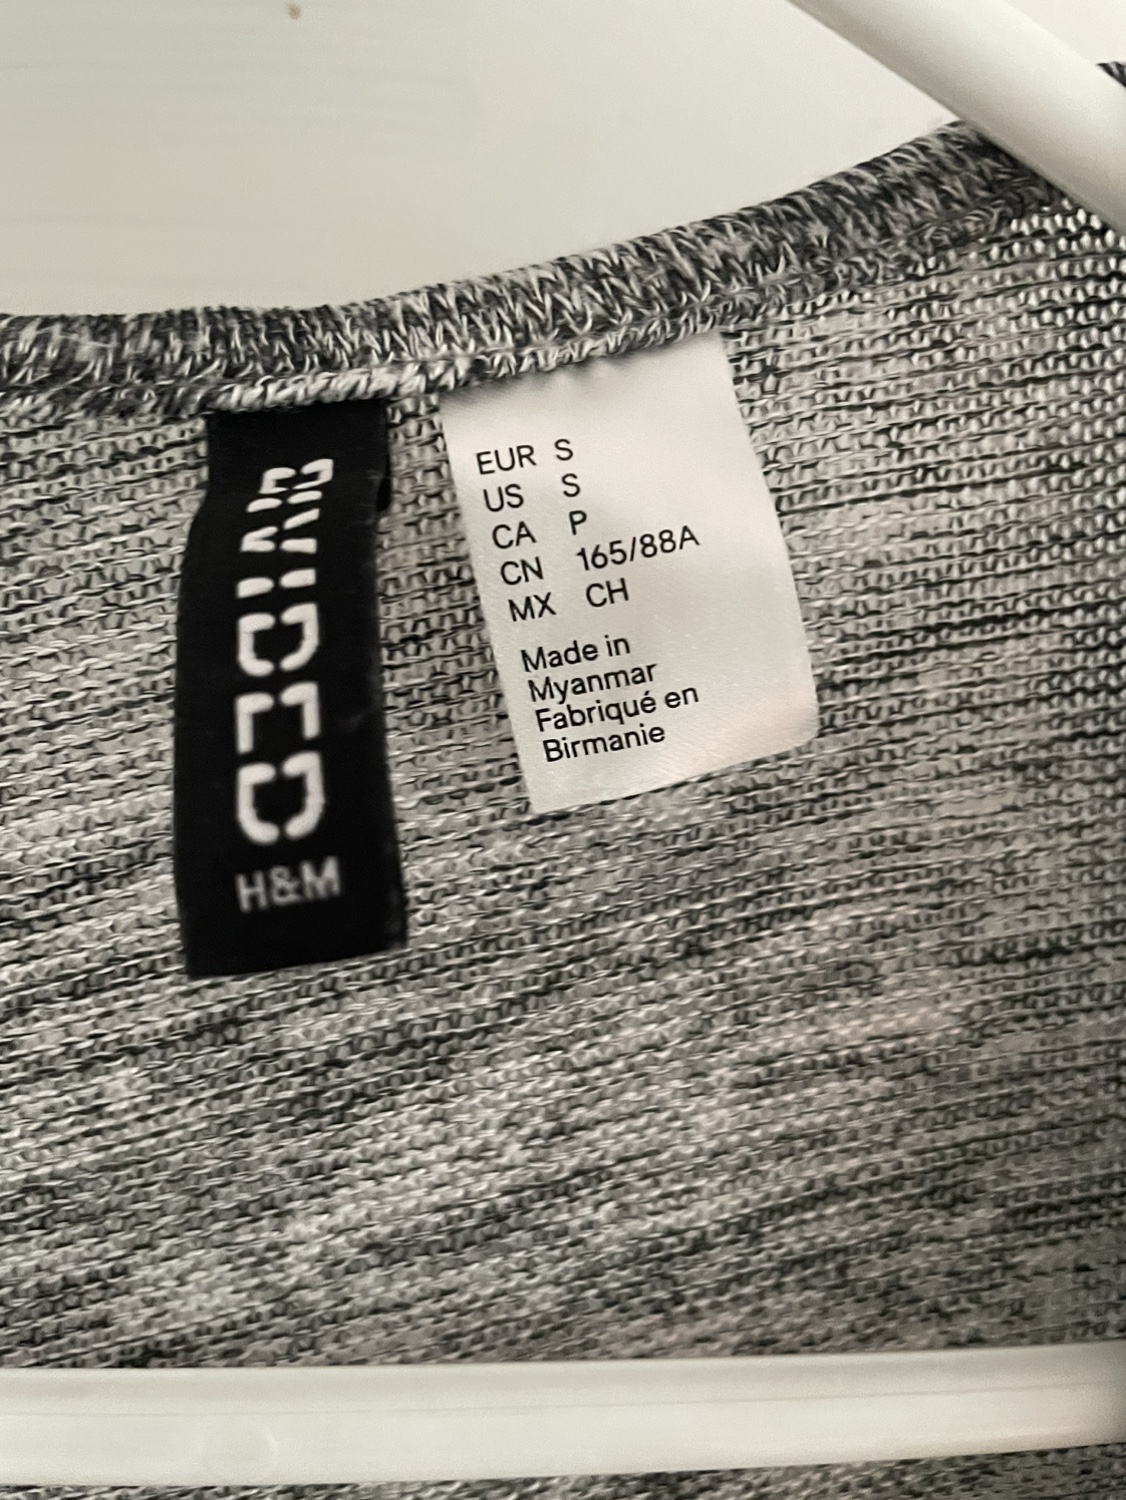 DIVIDED
H&M
EUR S
US S
CA P
CN 165/88A
MX CH
Made in
Myanmar
Fabriqué en
Birmanie